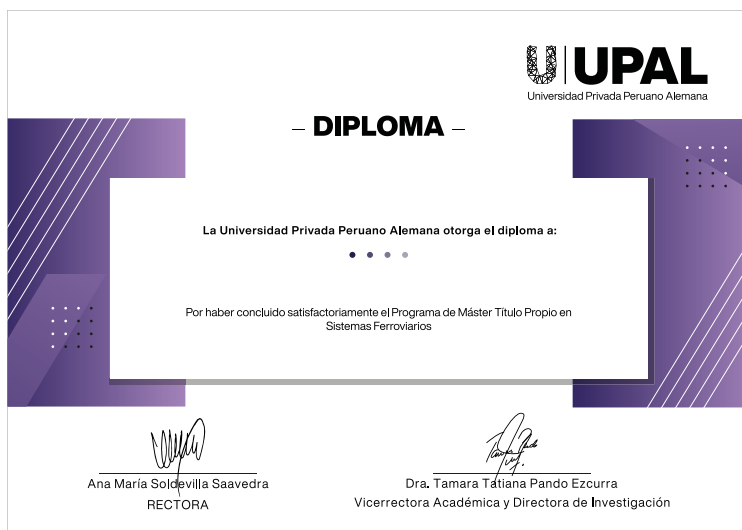 UPAL
Universidad Privada Peruano Alemana
– DIPLOMA –
La Universidad Privada Peruano Alemana otorga el diploma a:
Por haber concluido satisfactoriamente el Programa de Máster Título Propio en
Sistemas Ferroviarios
Ana María Soldevilla Saavedra
RECTORA
Dra. Tamara Tatiana Pando Ezcurra
Vicerrectora Académica y Directora de Investigación